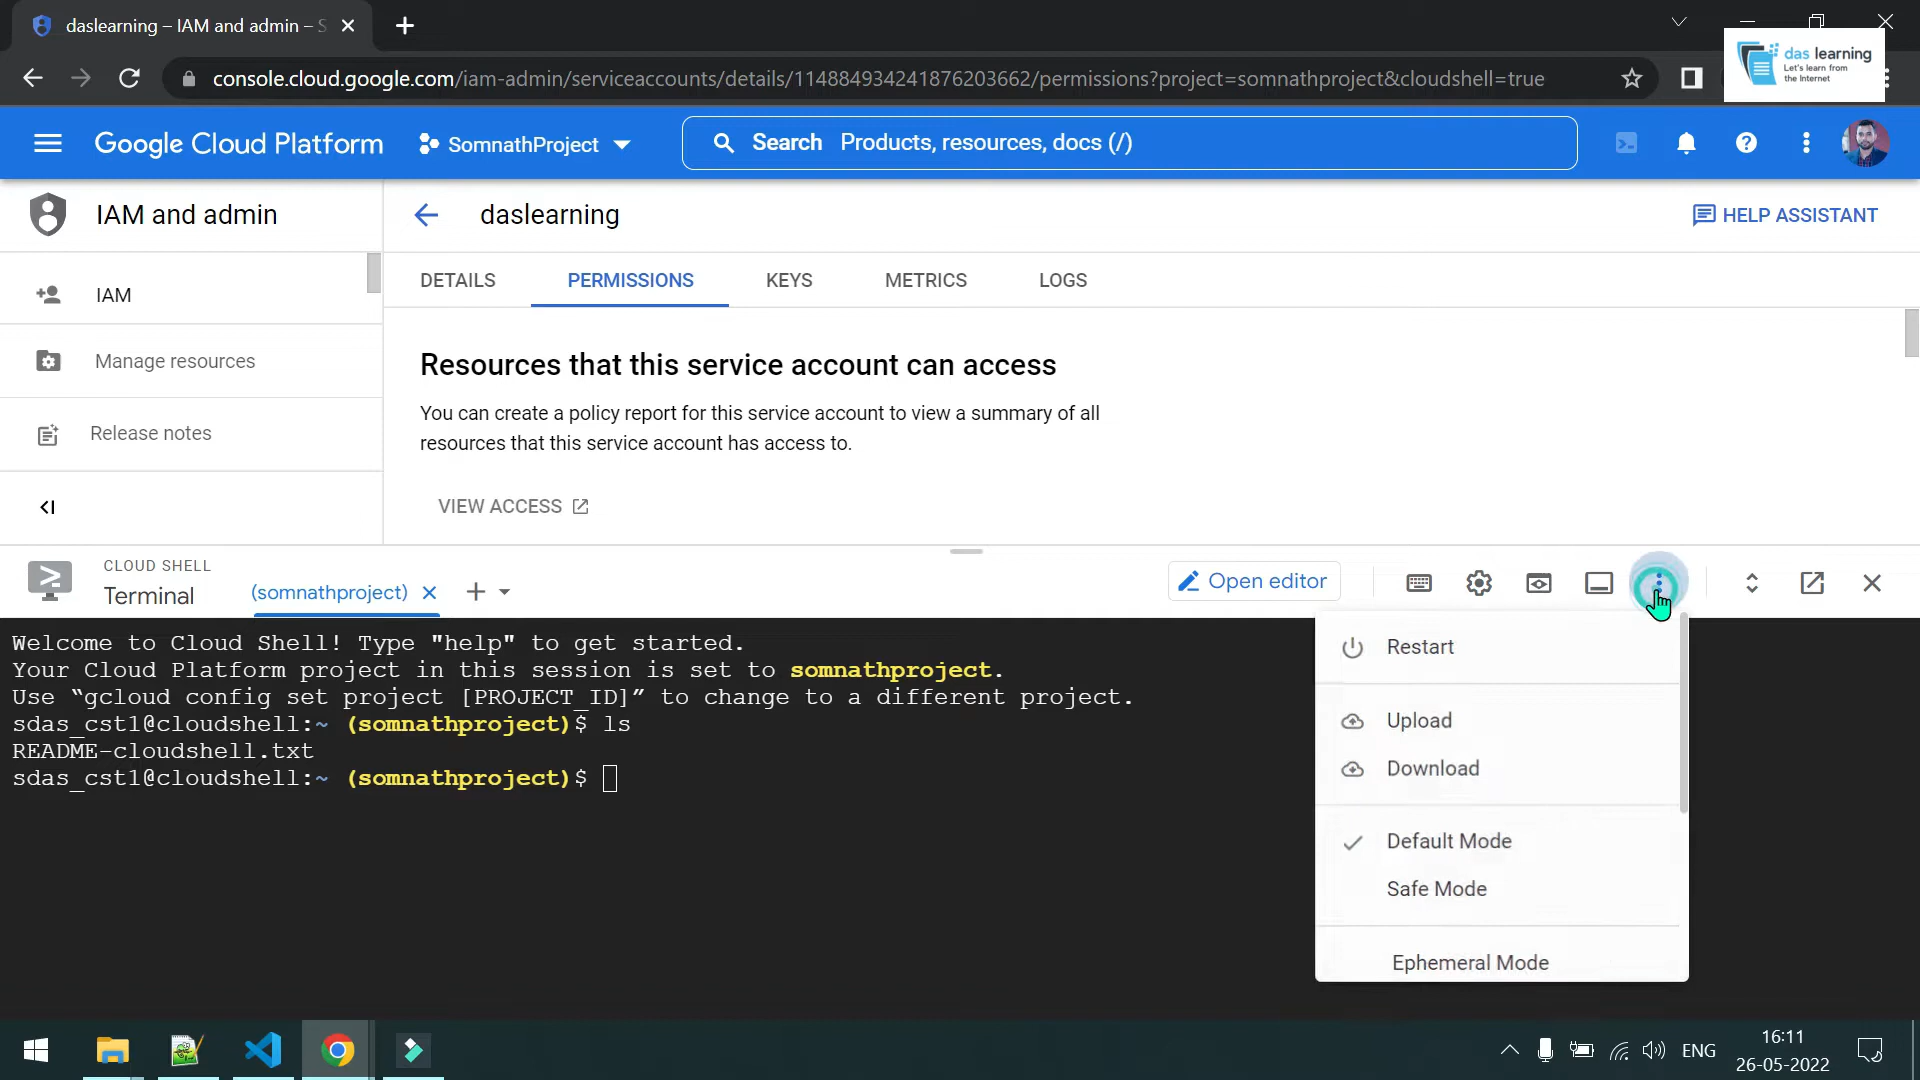 daslearning – IAM and admin – S
console.cloud.google.com/iam-admin/serviceaccounts/details/114884934241876203662/permissions?project=somnathproject&cloudshell=true
das learning
Let's learn from
the Internet
Google Cloud Platform
SomnathProject
Search Products, resources, docs (/)
IAM and admin
daslearning
HELP ASSISTANT
DETAILS
PERMISSIONS
KEYS
METRICS
LOGS
IAM
Manage resources
Release notes
Resources that this service account can access
You can create a policy report for this service account to view a summary of all
resources that this service account has access to.
VIEW ACCESS
CLOUD SHELL
Terminal
(somnathproject)
Open editor
Welcome to Cloud Shell! Type "help" to get started.
Your Cloud Platform project in this session is set to somnathproject.
Use “gcloud config set project [PROJECT_ID]” to change to a different project.
sdas_cst1@cloudshell:~ (somnathproject)$ ls
README-cloudshell.txt
sdas_cst1@cloudshell:~ (somnathproject)$
Restart
Upload
Download
Default Mode
Safe Mode
Ephemeral Mode
ENG
16:11
26-05-2022